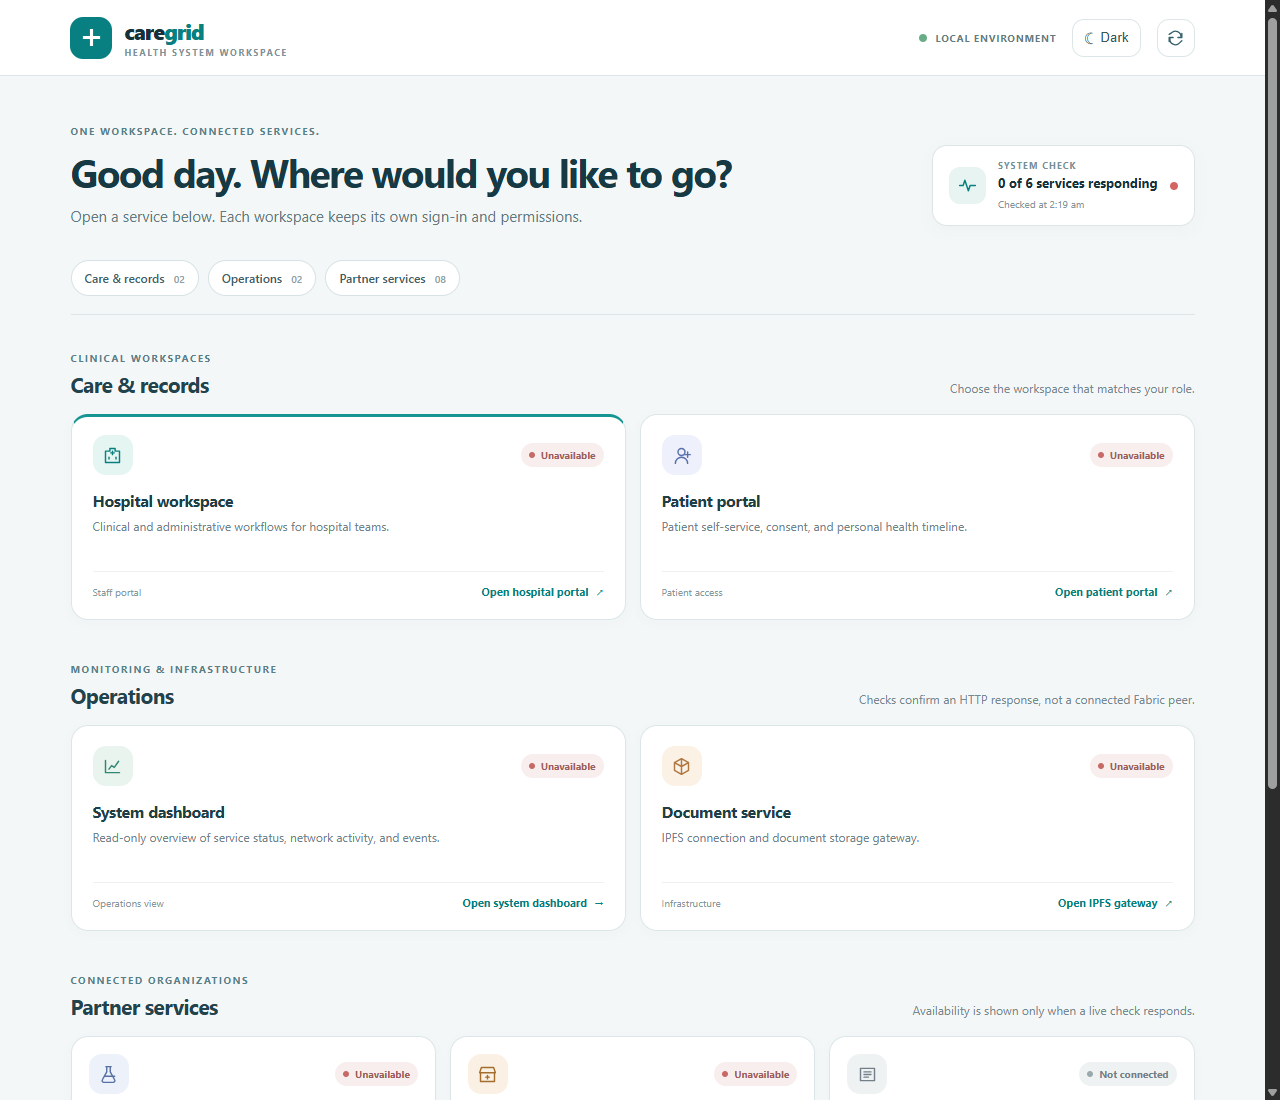 caregrid
HEALTH SYSTEM WORKSPACE
LOCAL ENVIRONMENT
Dark
ONE WORKSPACE. CONNECTED SERVICES.
Good day. Where would you like to go?
Open a service below. Each workspace keeps its own sign-in and permissions.
SYSTEM CHECK
0 of 6 services responding
Checked at 2:19 am
Care & records 02
Operations 02
Partner services 08
CLINICAL WORKSPACES
Care & records
Choose the workspace that matches your role.
Unavailable
Hospital workspace
Clinical and administrative workflows for hospital teams.
Staff portal
Open hospital portal ↗
Unavailable
Patient portal
Patient self-service, consent, and personal health timeline.
Patient access
Open patient portal ↗
MONITORING & INFRASTRUCTURE
Operations
Checks confirm an HTTP response, not a connected Fabric peer.
Unavailable
System dashboard
Read-only overview of service status, network activity, and events.
Operations view
Open system dashboard →
Unavailable
Document service
IPFS connection and document storage gateway.
Infrastructure
Open IPFS gateway ↗
CONNECTED ORGANIZATIONS
Partner services
Availability is shown only when a live check responds.
Unavailable
Unavailable
Not connected